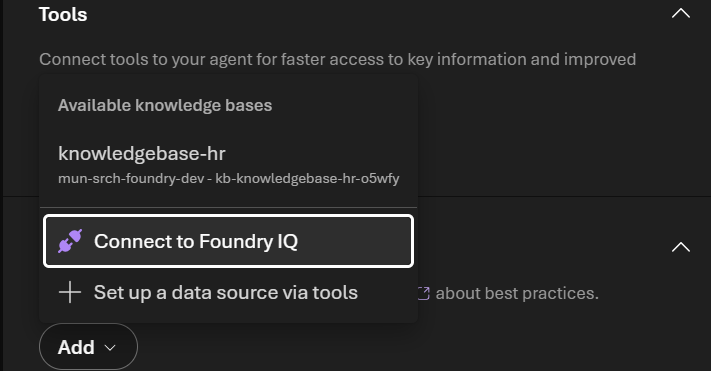 Tools
Connect tools to your agent for faster access to key information and improved
Available knowledge bases
knowledgebase-hr
mun-srch-foundry-dev - kb-knowledgebase-hr-o5wfy
Connect to Foundry IQ
Set up a data source via tools
about best practices.
Add